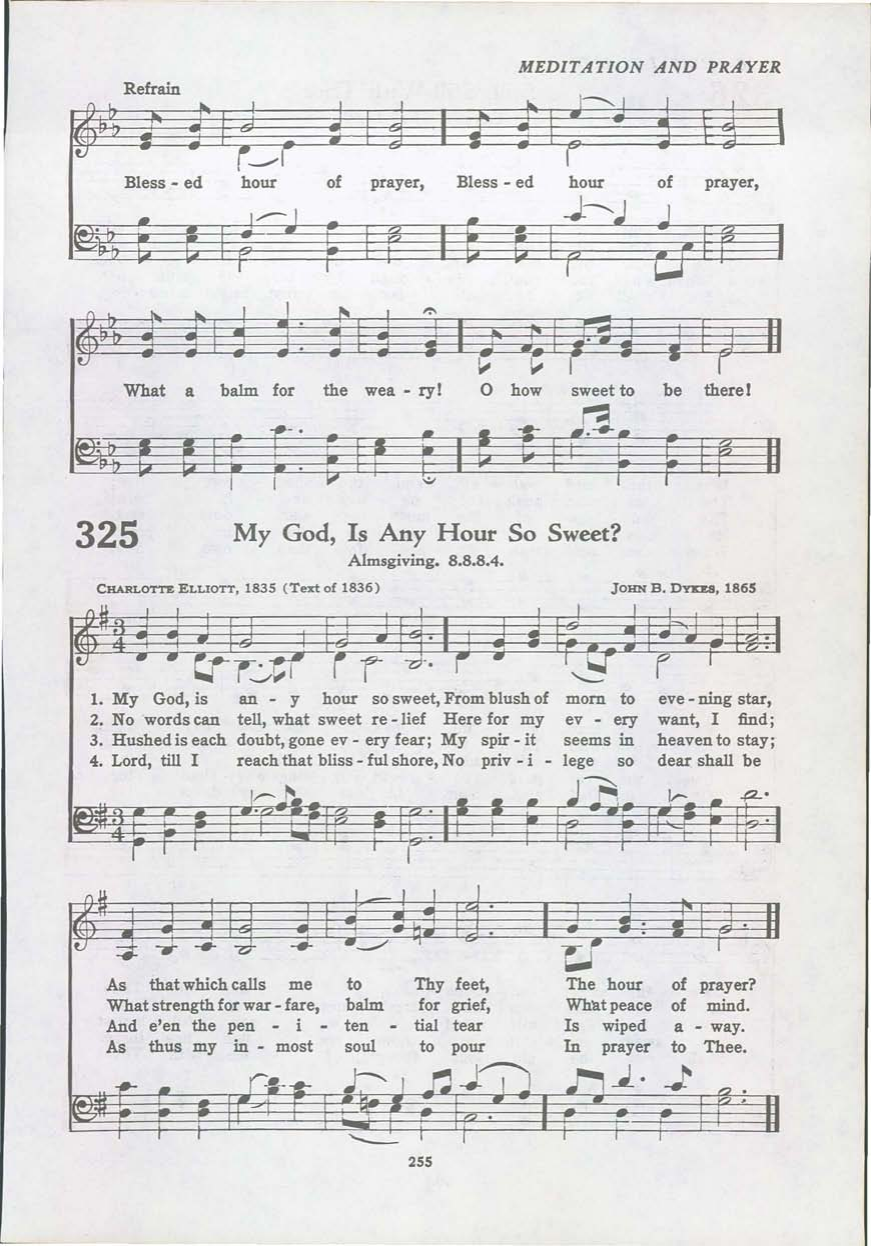 MEDITATION AND PRAYER
Refrain
Bless - ed hour of prayer, Bless - ed hour of prayer,
What a balm for the wea - ry! O how sweet to be there!
325 My God, Is Any Hour So Sweet?
Almsgiving. 8.8.8.4.
CHARLOTTE ELLIOTT, 1835 (Text of 1836) JOHN B. DYKES, 1865
3
4
1. My God, is an - y hour so sweet, From blush of morn to eve - ning star,
2. No words can tell, what sweet re - lief Here for my ev - ery want, I find;
3. Hushed is each doubt, gone ev - ery fear; My spir - it seems in heaven to stay;
4. Lord, till I reach that bliss - ful shore, No priv - i - lege so dear shall be
3
4
As that which calls me to Thy feet, The hour of prayer?
What strength for war - fare, balm for grief, What peace of mind.
And e'en the pen - i - ten - tial tear Is wiped a - way.
As thus my in - most soul to pour In prayer to Thee.
255